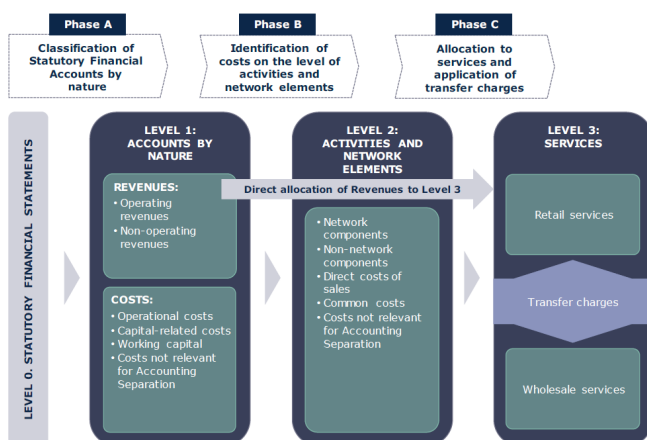 Phase A
Phase B
Phase C
Classification of
Statutory Financial
Accounts by
nature
Identification of
costs on the level of
activities and
network elements
Allocation to
services and
application of
transfer charges
LEVEL 0. STATUTORY FINANCIAL STATEMENTS
LEVEL 1:
ACCOUNTS BY
NATURE
REVENUES:
• Operating
revenues
• Non-operating
revenues
COSTS:
• Operational costs
• Capital-related costs
• Working capital
• Costs not relevant
for Accounting
Separation
LEVEL 2:
ACTIVITIES AND
NETWORK
ELEMENTS
Direct allocation of Revenues to Level 3
• Network
components
• Non-network
components
• Direct costs of
sales
• Common costs
• Costs not relevant
for Accounting
Separation
LEVEL 3:
SERVICES
Retail services
Transfer charges
Wholesale services